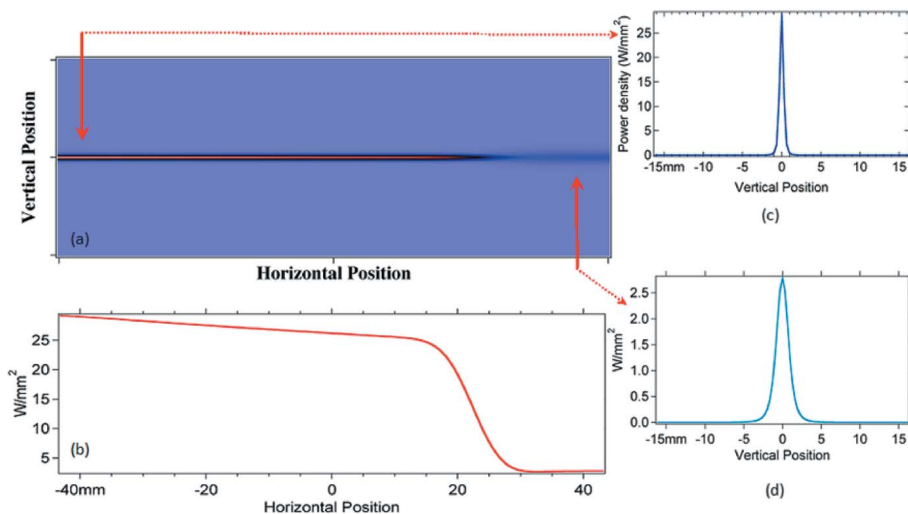 Vertical Position
(a)
Horizontal Position
Power density (W/mm²)
25
20
15
10
5
0
-15mm -10 -5 0 5 10 15
Vertical Position
(c)
W/mm²
25
20
15
10
5
(b)
-40mm -20 0 20 40
Horizontal Position
W/mm²
2.5
2.0
1.5
1.0
0.5
0.0
-15mm -10 -5 0 5 10 15
Vertical Position
(d)